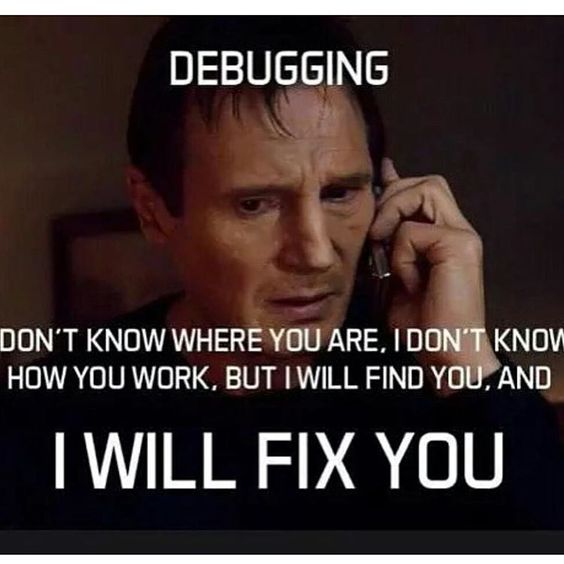 DEBUGGING
DON'T KNOW WHERE YOU ARE, I DON'T KNOW
HOW YOU WORK, BUT I WILL FIND YOU, AND
I WILL FIX YOU